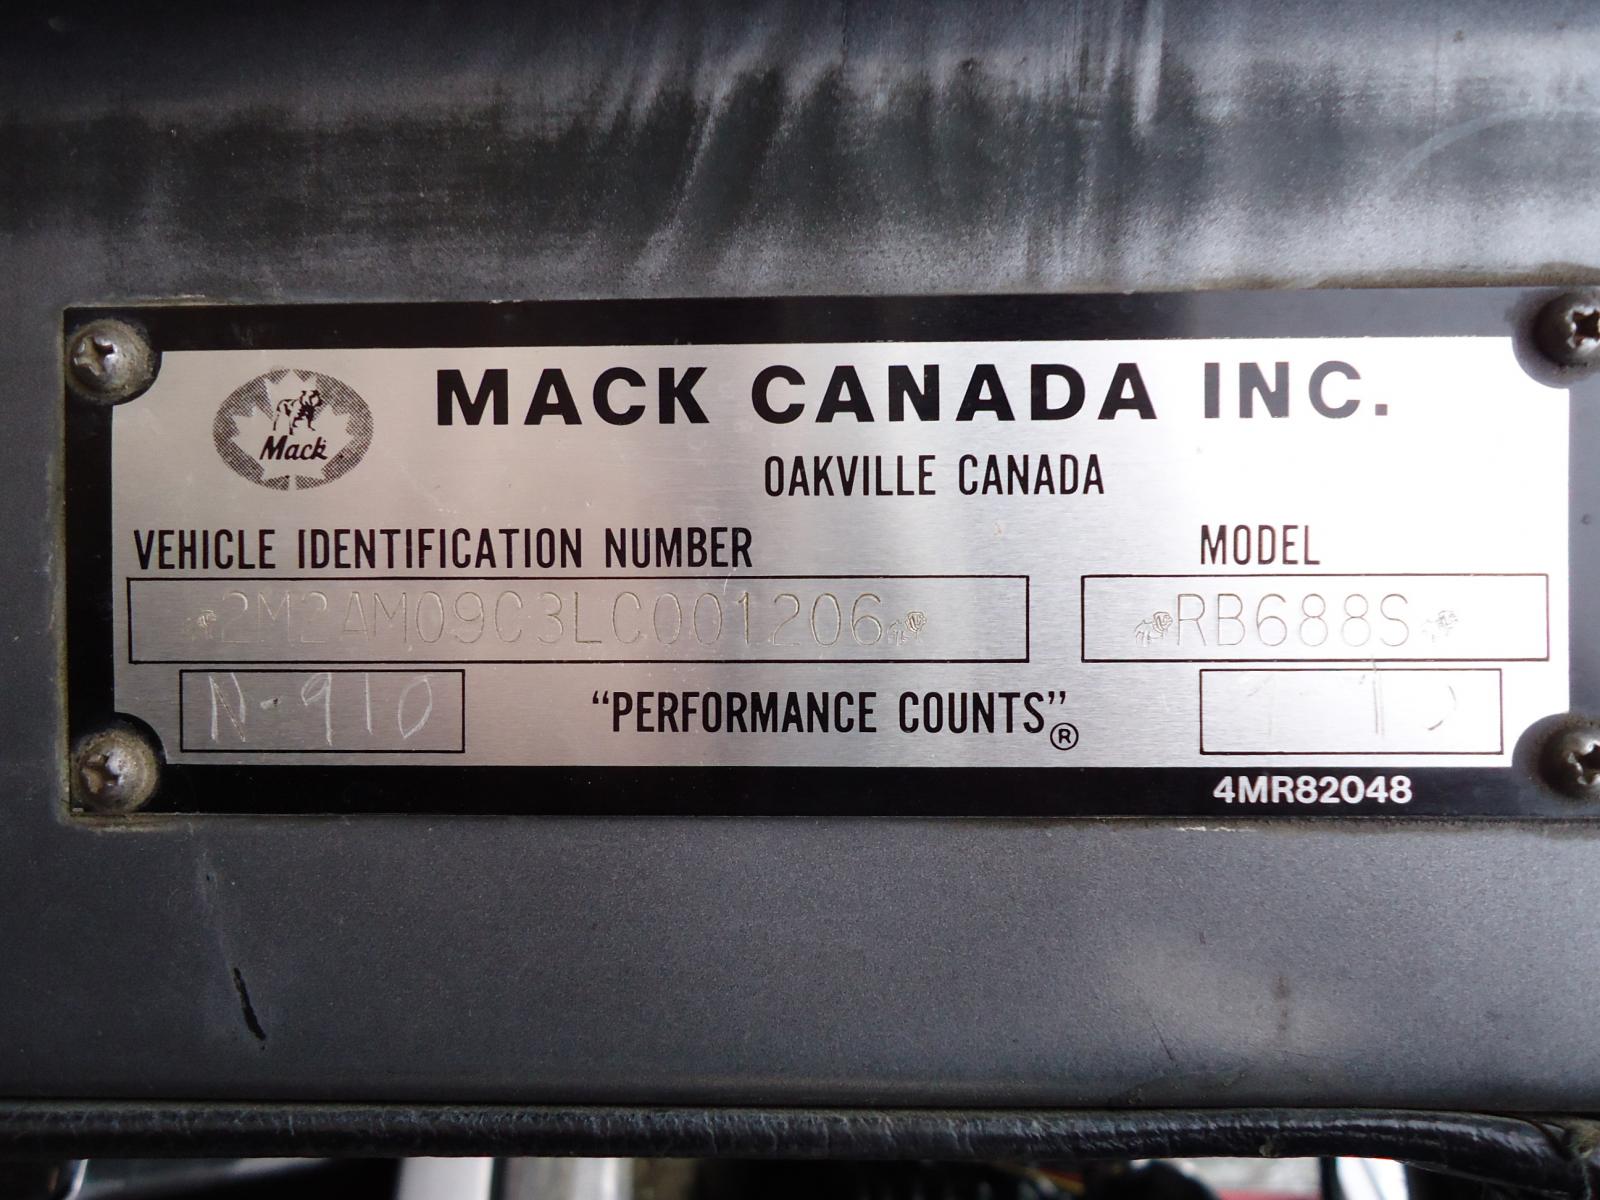 MACK CANADA INC.
Mack
OAKVILLE CANADA
VEHICLE IDENTIFICATION NUMBER
MODEL
2M2AM09C3LC001206
RB688S
N-910
"PERFORMANCE COUNTS"®
4MR82048